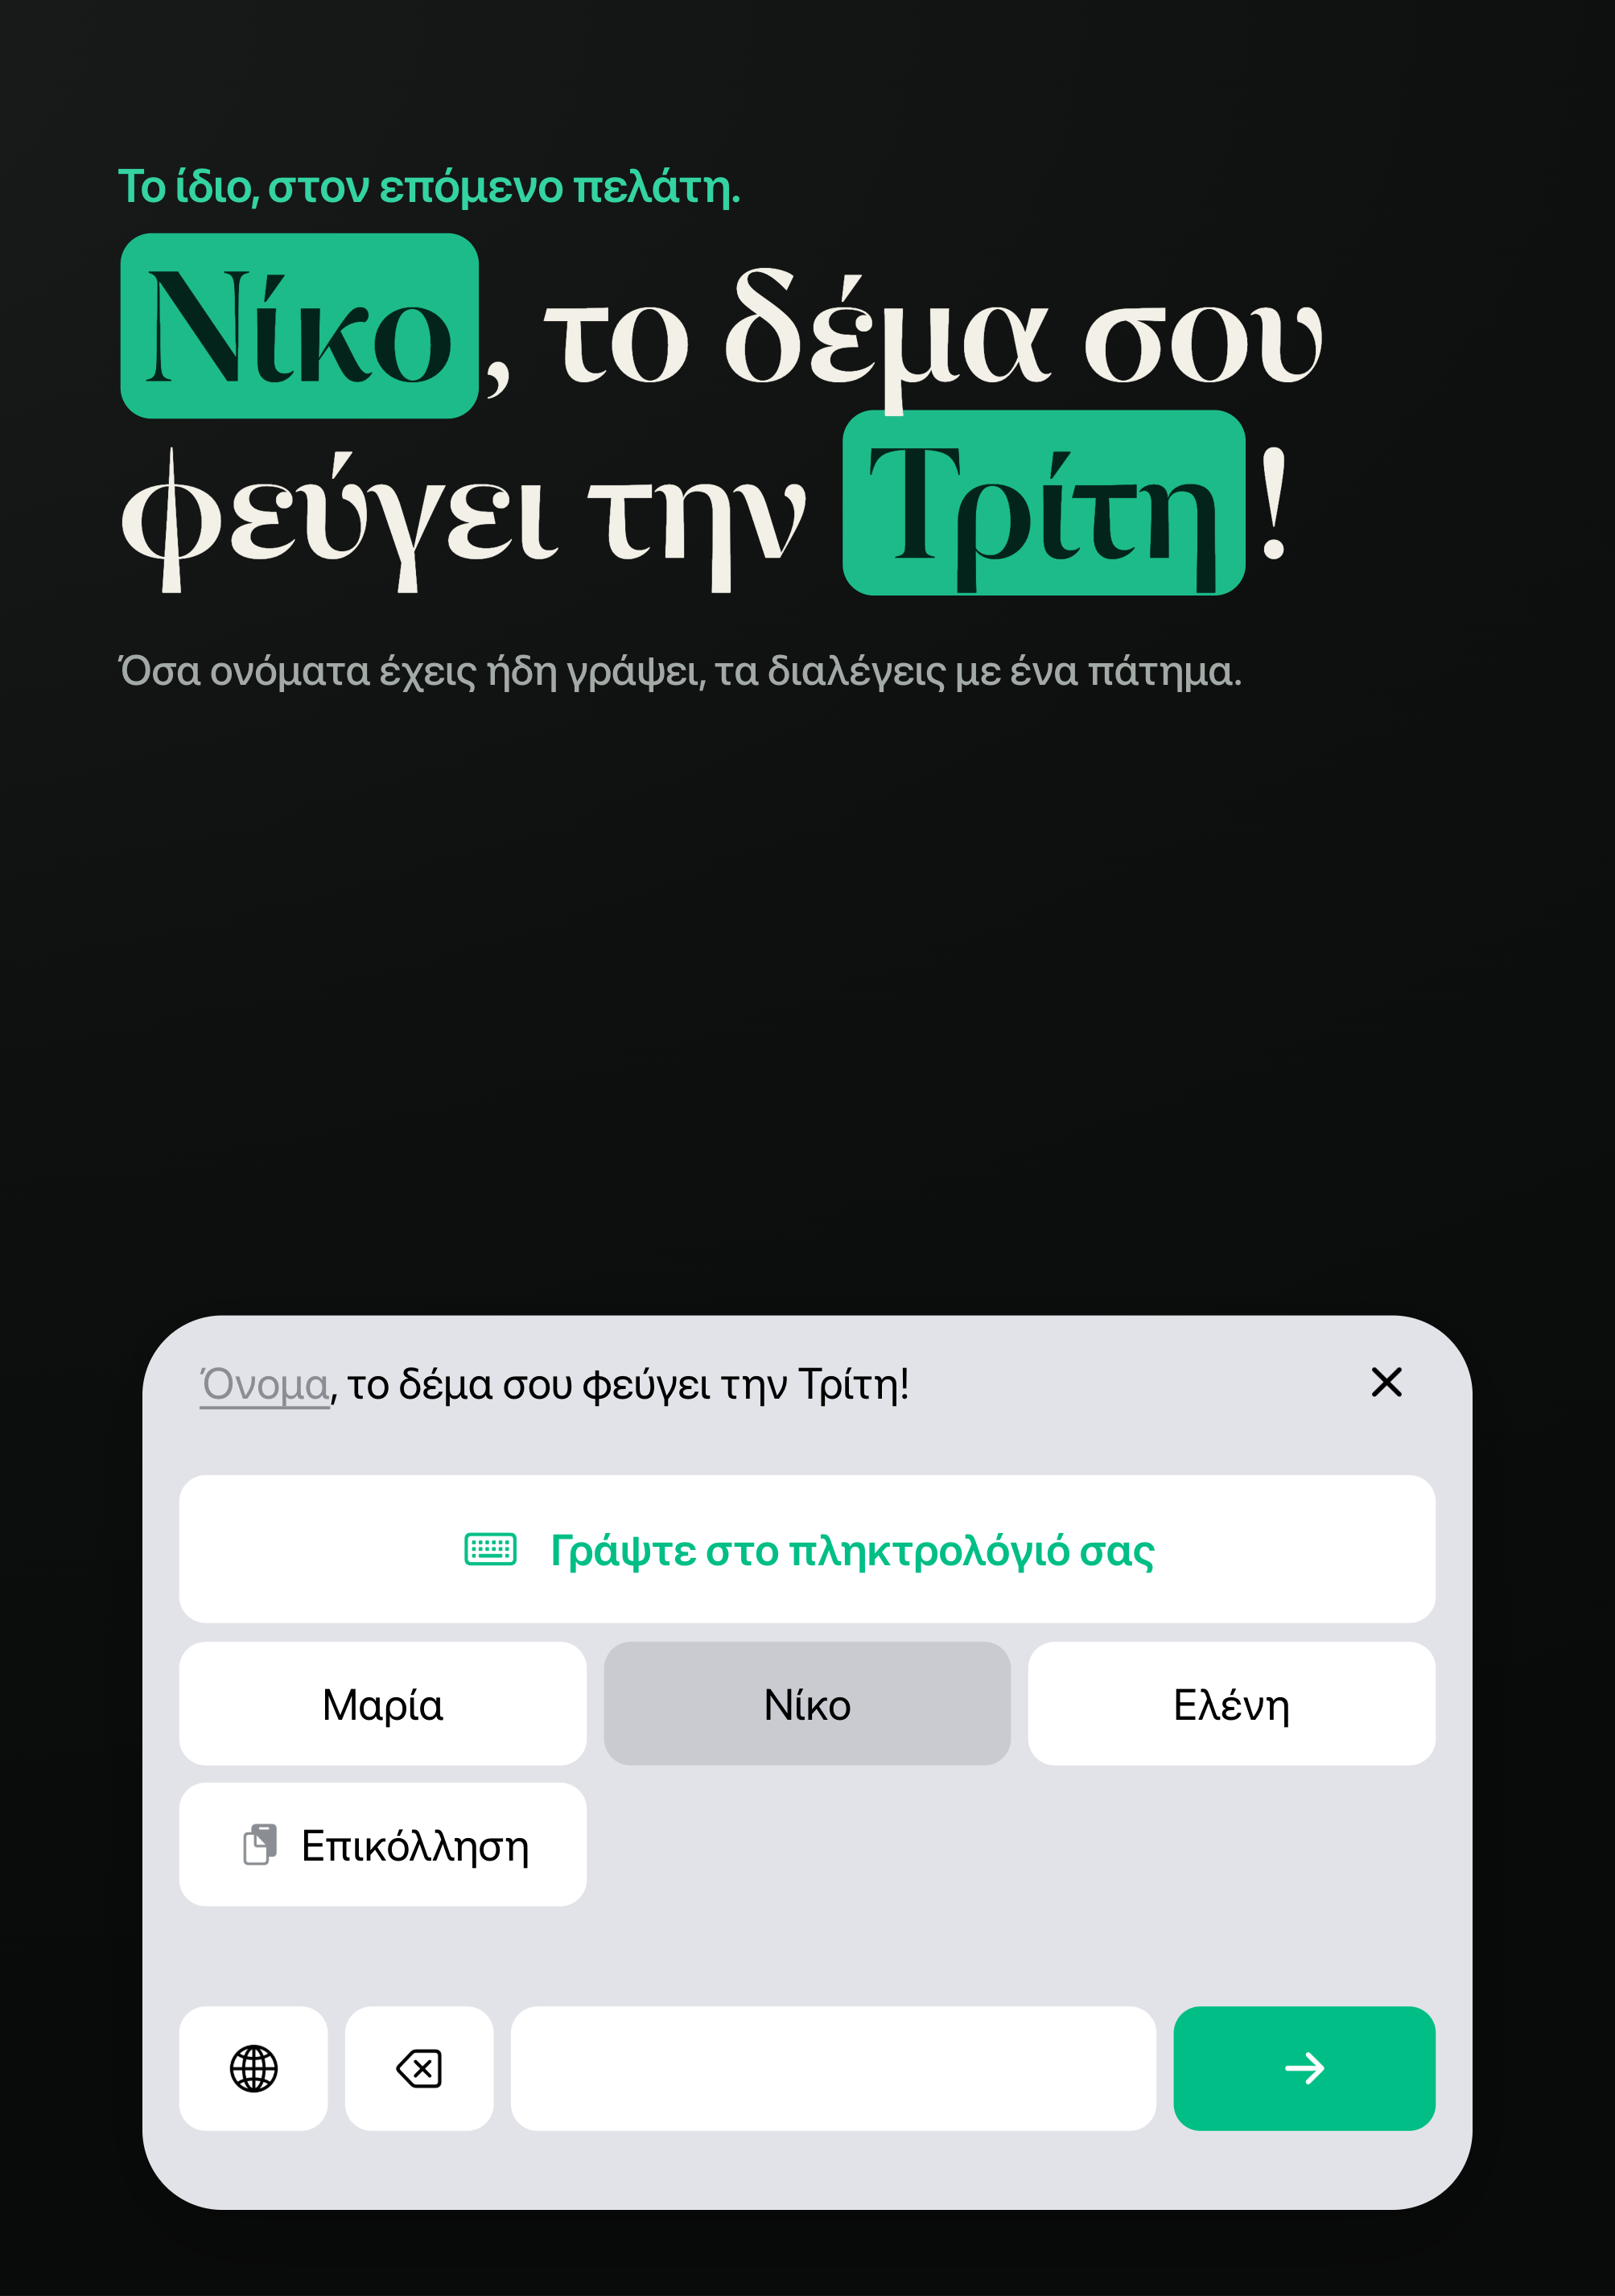 Το ίδιο, στον επόμενο πελάτη.
Νίκο, το δέμα σου
φεύγει την Τρίτη!
Όσα ονόματα έχεις ήδη γράψει, τα διαλέγεις με ένα πάτημα.
Όνομα, το δέμα σου φεύγει την Τρίτη!
Γράψτε στο πληκτρολόγιό σας
Μαρία
Νίκο
Ελένη
Επικόλληση